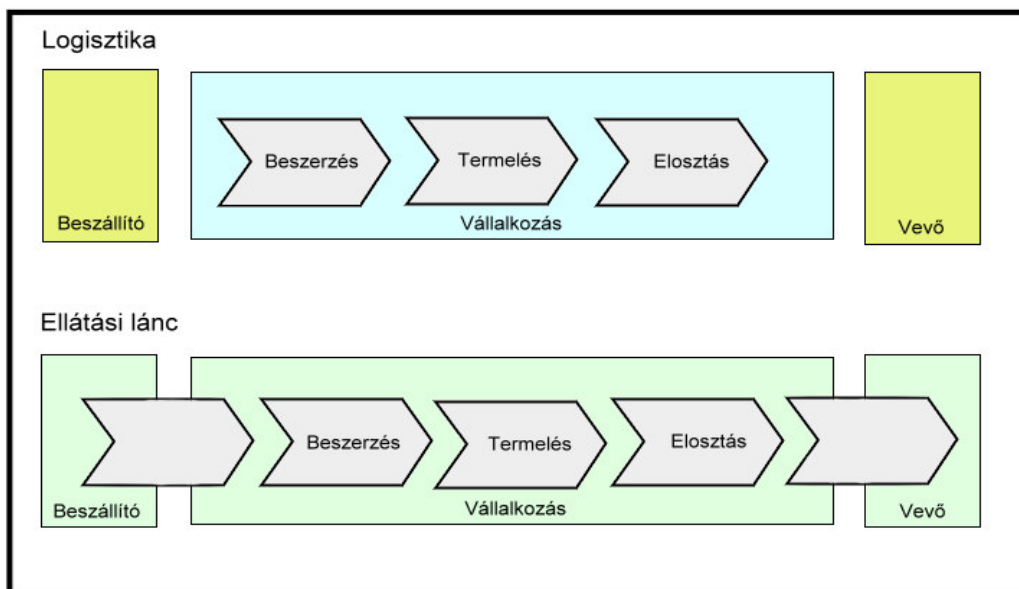 Logisztika
Beszerzés
Termelés
Elosztás
Beszállító
Vállalkozás
Vevő
Ellátási lánc
Beszerzés
Termelés
Elosztás
Beszállító
Vállalkozás
Vevő